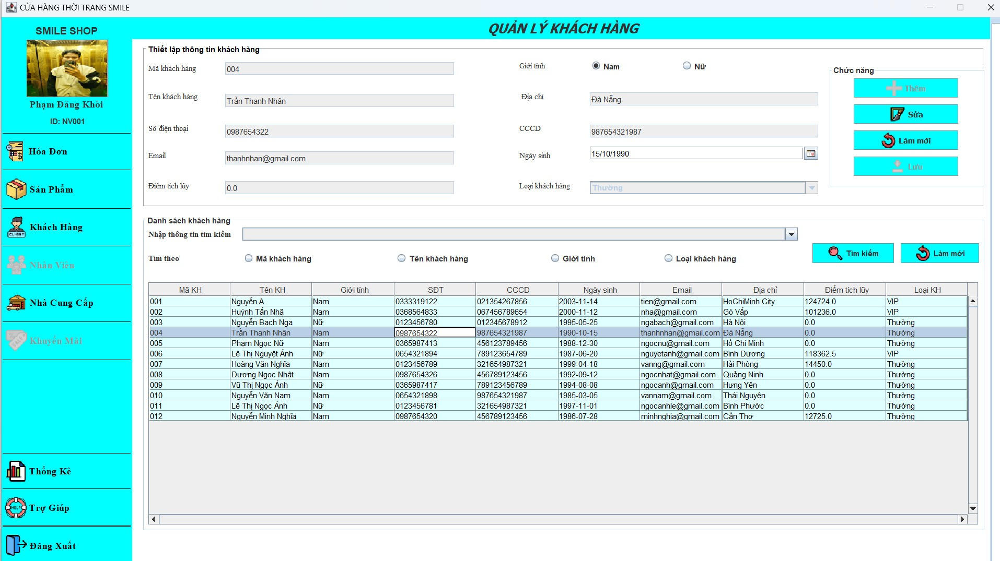 CỬA HÀNG THỜI TRANG SMILE
SMILE SHOP
Phạm Đăng Khôi
ID: NV001
Hóa Đơn
Sản Phẩm
Khách Hàng
CLIENT
Nhân Viên
Nhà Cung Cấp
SALE
Khuyến Mãi
Thống Kê
HELP
Trợ Giúp
Đăng Xuất
QUẢN LÝ KHÁCH HÀNG
Thiết lập thông tin khách hàng
Mã khách hàng 004
Tên khách hàng Trần Thanh Nhân
Số điện thoại 0987654322
Email thanhnhan@gmail.com
Điểm tích lũy 0.0
Giới tính Nam Nữ
Địa chỉ Đà Nẵng
CCCD 987654321987
Ngày sinh 15/10/1990
Loại khách hàng Thường
Chức năng
Thêm
Sửa
Làm mới
Lưu
Danh sách khách hàng
Nhập thông tin tìm kiếm
Tìm theo Mã khách hàng Tên khách hàng Giới tính Loại khách hàng
Tìm kiếm Làm mới
Mã KH Tên KH Giới tính SĐT CCCD Ngày sinh Email Địa chỉ Điểm tích lũy Loại KH
001 Nguyễn A Nam 0333319122 021354267856 2003-11-14 tien@gmail.com HoChiMinh City 124724.0 VIP
002 Huỳnh Tấn Nhã Nam 0368564833 067456789654 2000-11-12 nha@gmail.com Gò Vấp 101236.0 VIP
003 Nguyễn Bạch Nga Nữ 0123456780 012345678912 1995-05-25 ngabach@gmail.com Hà Nội 0.0 Thường
004 Trần Thanh Nhân Nam 0987654322 987654321987 1990-10-15 thanhnhan@gmail.com Đà Nẵng 0.0 Thường
005 Phạm Ngọc Nữ Nam 0365987413 456123789456 1988-12-30 ngocnu@gmail.com Hồ Chí Minh 0.0 Thường
006 Lê Thị Nguyệt Ánh Nữ 0654321894 789123654789 1987-06-20 nguyetanh@gmail.com Bình Dương 118362.5 VIP
007 Hoàng Văn Nghĩa Nam 0123456789 321654987321 1999-04-18 vanng@gmail.com Hải Phòng 14450.0 Thường
008 Dương Ngọc Nhật Nam 0987654326 456789123456 1992-09-12 ngocnhat@gmail.com Quảng Ninh 0.0 Thường
009 Vũ Thị Ngọc Ánh Nữ 0365987417 789123456789 1994-08-08 ngocanh@gmail.com Hưng Yên 0.0 Thường
010 Nguyễn Văn Nam Nam 0654321898 987654321987 1985-03-05 vannam@gmail.com Thái Nguyên 0.0 Thường
011 Lê Thị Ngọc Ánh Nữ 0123456781 321654987321 1997-11-01 ngocanhle@gmail.com Bình Phước 0.0 Thường
012 Nguyễn Minh Nghĩa Nam 0987654320 456789123456 1986-07-28 minhnghia@gmail.com Cần Thơ 12725.0 Thường